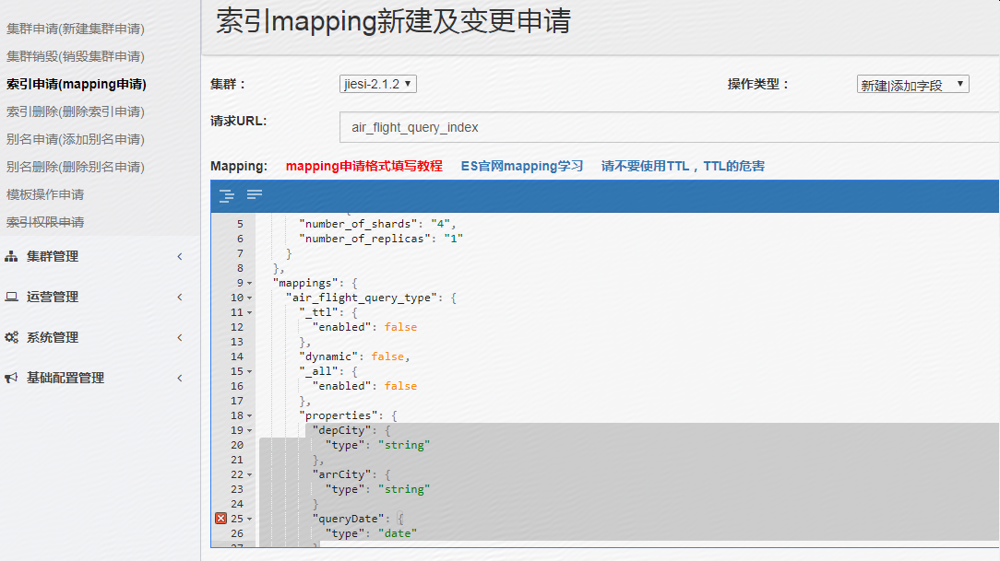 索引mapping新建及变更申请
集群申请(新建集群申请)
集群销毁(销毁集群申请)
索引申请(mapping申请)
索引删除(删除索引申请)
别名申请(添加别名申请)
别名删除(删除别名申请)
模板操作申请
索引权限申请
集群管理
运营管理
系统管理
基础配置管理
集群： jiesi-2.1.2 操作类型： 新建|添加字段
请求URL: air_flight_query_index
Mapping: mapping申请格式填写教程 ES官网mapping学习 请不要使用TTL，TTL的危害
5 "number_of_shards": "4",
6 "number_of_replicas": "1"
7 }
8 },
9 "mappings": {
10 "air_flight_query_type": {
11 "_ttl": {
12 "enabled": false
13 },
14 "dynamic": false,
15 "_all": {
16 "enabled": false
17 },
18 "properties": {
19 "depCity": {
20 "type": "string"
21 },
22 "arrCity": {
23 "type": "string"
24 }
25 "queryDate": {
26 "type": "date"
27 }